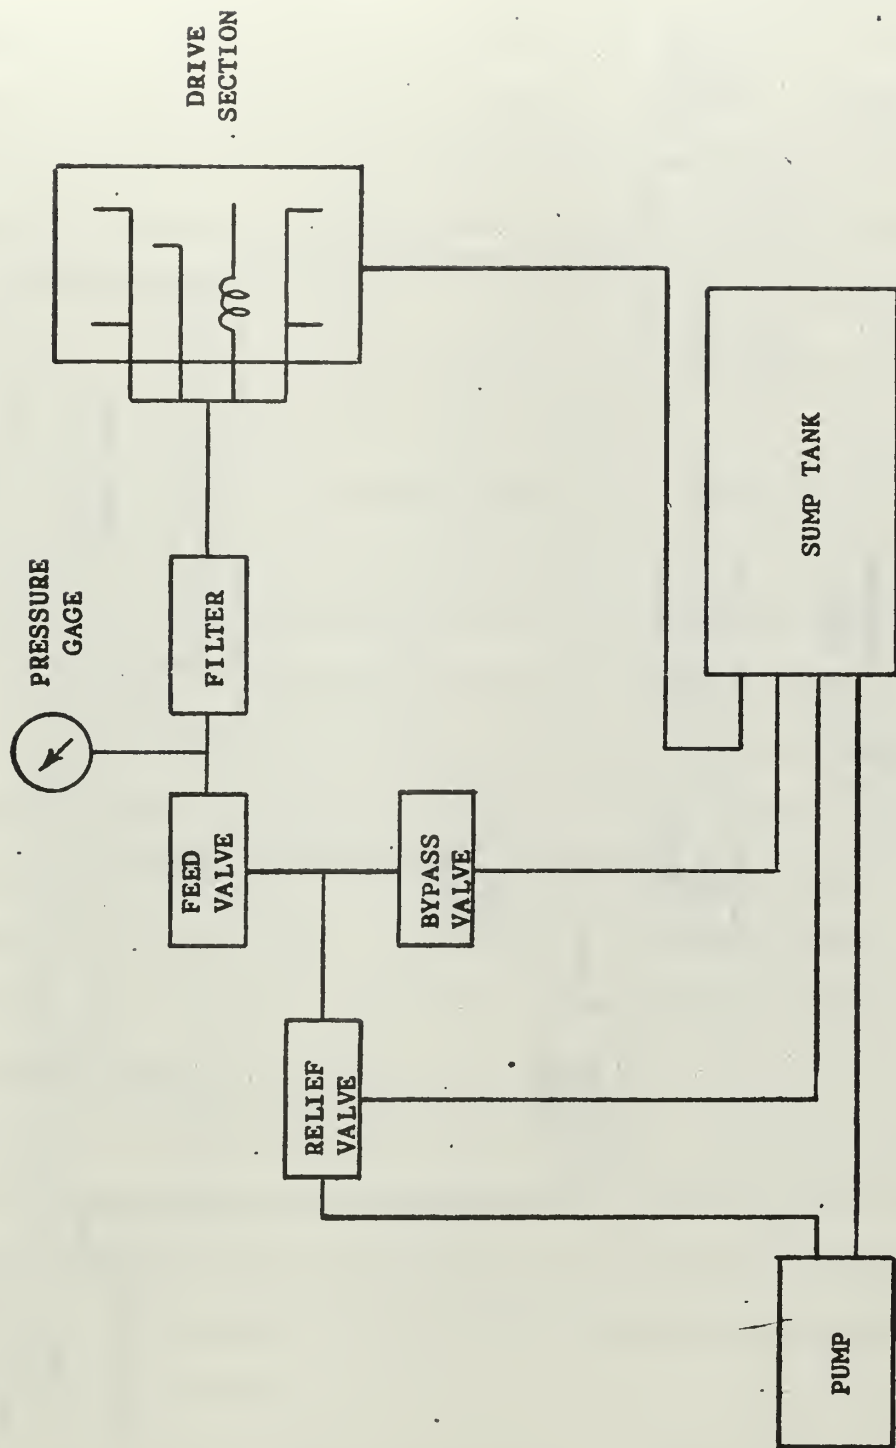 DRIVE
SECTION
PRESSURE
GAGE
FILTER
FEED
VALVE
BYPASS
VALVE
RELIEF
VALVE
SUMP TANK
PUMP